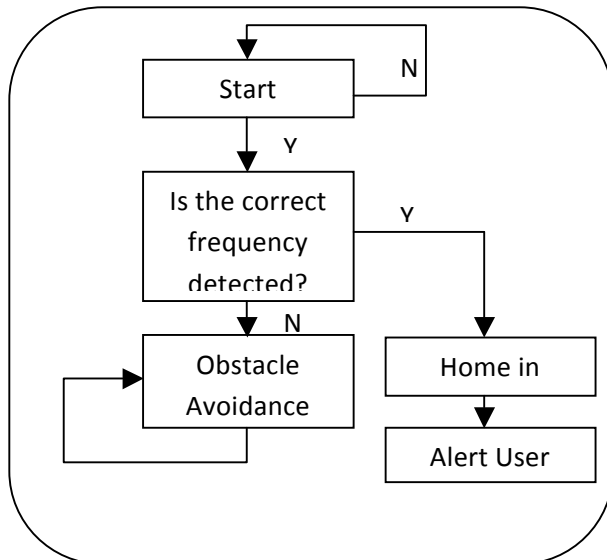 N
Start
Y
Is the correct
frequency
detected?
Y
N
Obstacle
Avoidance
Home in
Alert User